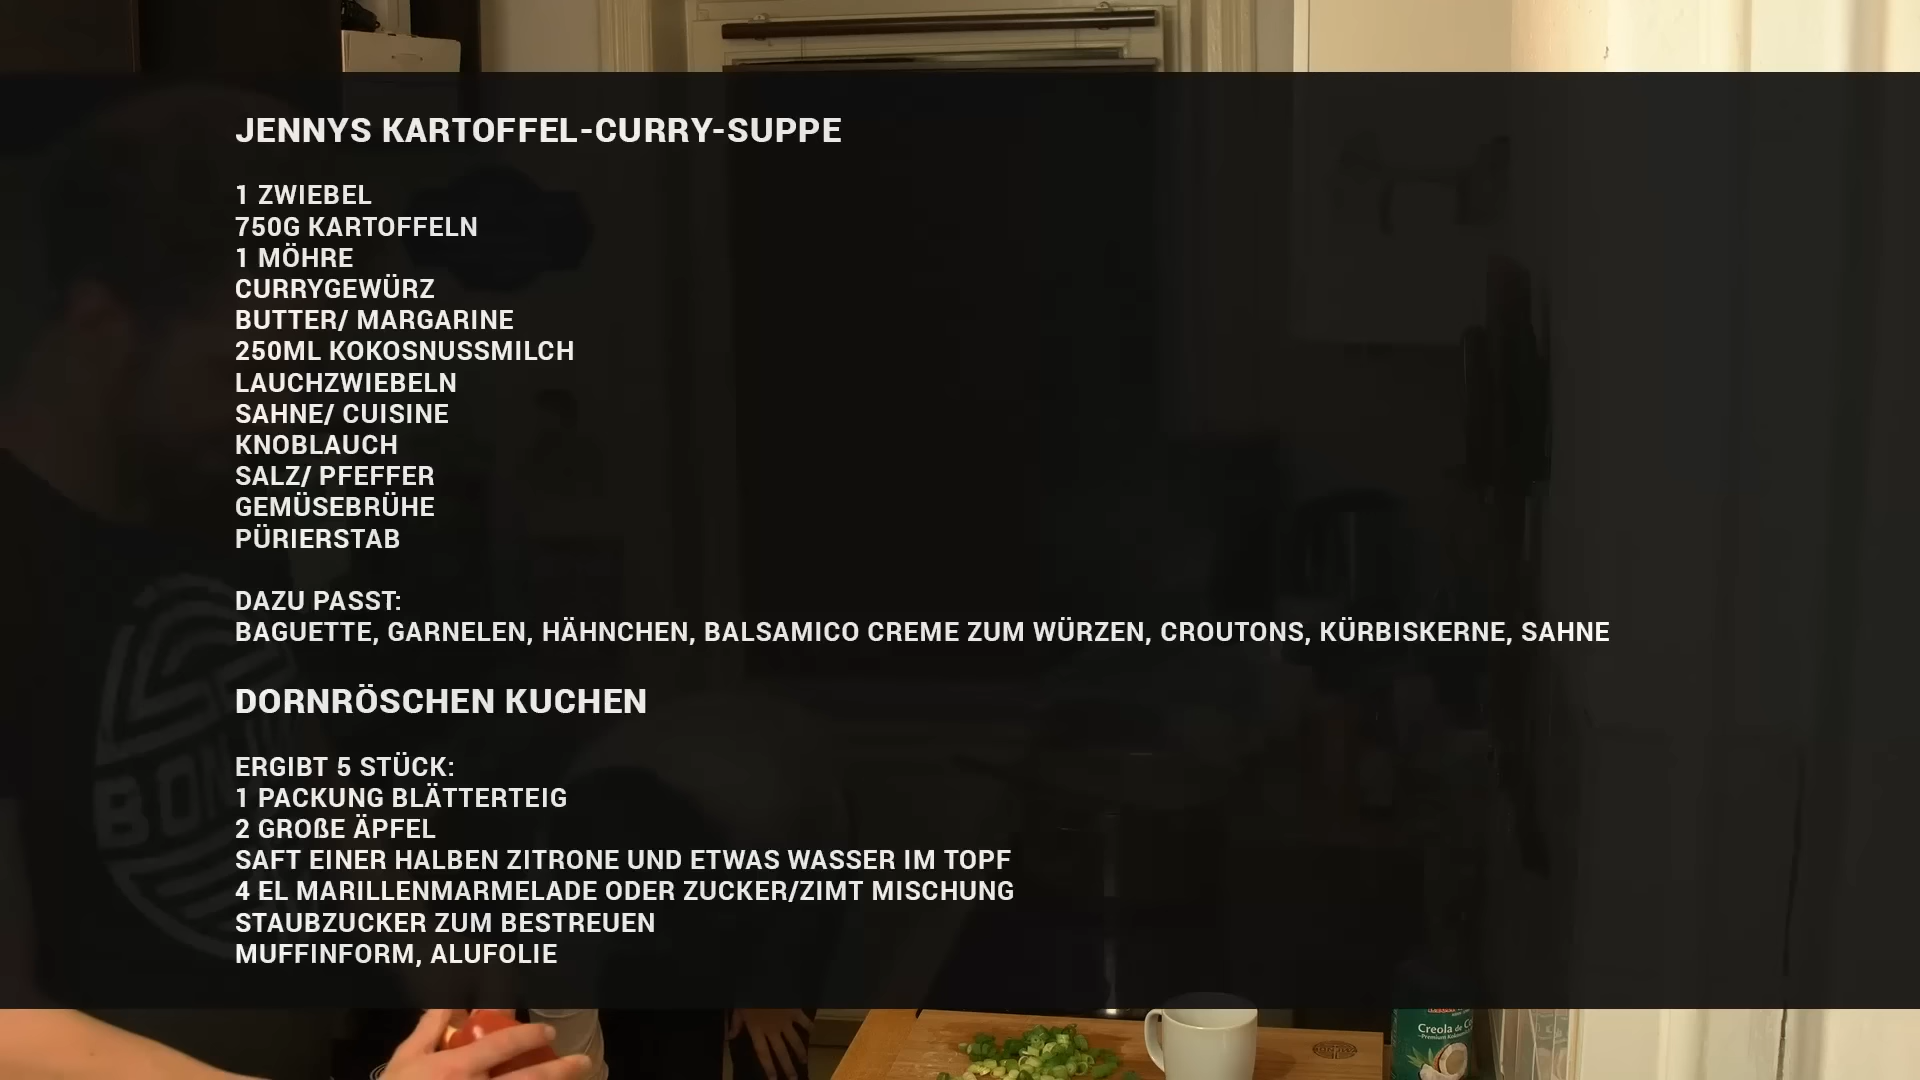 JENNYS KARTOFFEL-CURRY-SUPPE
1 ZWIEBEL
750G KARTOFFELN
1 MÖHRE
CURRYGEWÜRZ
BUTTER/ MARGARINE
250ML KOKOSNUSSMILCH
LAUCHZWIEBELN
SAHNE/ CUISINE
KNOBLAUCH
SALZ/ PFEFFER
GEMÜSEBRÜHE
PÜRIERSTAB
DAZU PASST:
BAGUETTE, GARNELEN, HÄHNCHEN, BALSAMICO CREME ZUM WÜRZEN, CROUTONS, KÜRBISKERNE, SAHNE
DORNRÖSCHEN KUCHEN
ERGIBT 5 STÜCK:
1 PACKUNG BLÄTTERTEIG
2 GROßE ÄPFEL
SAFT EINER HALBEN ZITRONE UND ETWAS WASSER IM TOPF
4 EL MARILLENMARMELADE ODER ZUCKER/ZIMT MISCHUNG
STAUBZUCKER ZUM BESTREUEN
MUFFINFORM, ALUFOLIE
Creola de